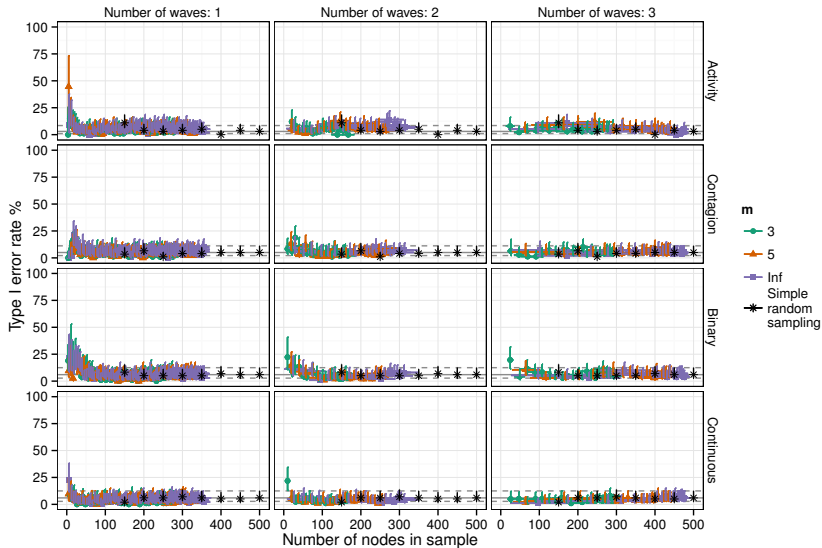 Number of waves: 1
Number of waves: 2
Number of waves: 3
Type I error rate %
100
75
50
25
0
Activity
100
75
50
25
0
Contagion
100
75
50
25
0
Binary
100
75
50
25
0
Continuous
0 100 200 300 400 500
0 100 200 300 400 500
0 100 200 300 400 500
Number of nodes in sample
m
3
5
Inf
Simple
random
sampling